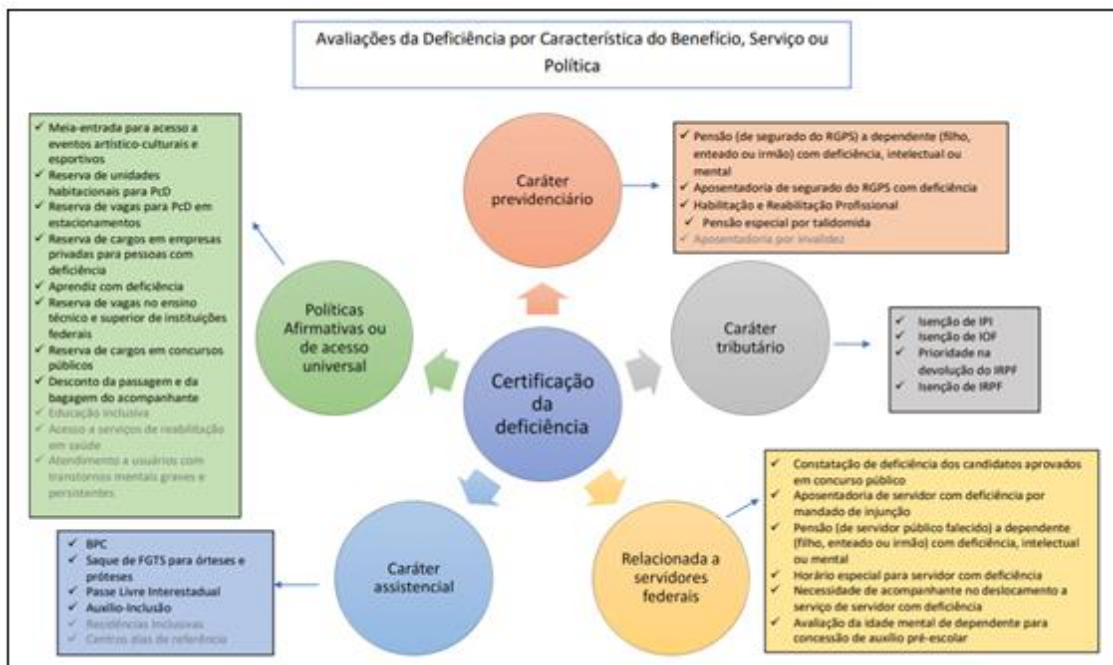 Avaliações da Deficiência por Característica do Benefício, Serviço ou
Política
✓ Meia-entrada para acesso a
eventos artístico-culturais e
esportivos
✓ Reserva de unidades
habitacionais para PcD
✓ Reserva de vagas para PcD em
estacionamentos
✓ Reserva de cargos em empresas
privadas para pessoas com
deficiência
✓ Aprendiz com deficiência
✓ Reserva de vagas no ensino
técnico e superior de instituições
federais
✓ Reserva de cargos em concursos
públicos
✓ Desconto da passagem e da
bagagem do acompanhante
✓ Educação inclusiva
✓ Acesso a serviços de reabilitação
em saúde
✓ Atendimento a usuários com
transtornos mentais graves e
persistentes
Políticas
Afirmativas ou
de acesso
universal
Caráter
previdenciário
✓ Pensão (de segurado do RGPS) a dependente (filho,
enteado ou irmão) com deficiência, intelectual ou
mental
✓ Aposentadoria de segurado do RGPS com deficiência
✓ Habilitação e Reabilitação Profissional
✓ Pensão especial por talidomida
✓ Aposentadoria por invalidez
Caráter
tributário
✓ Isenção de IPI
✓ Isenção de IOF
✓ Prioridade na
devolução do IRPF
✓ Isenção de IRPF
Certificação
da
deficiência
✓ BPC
✓ Saque de FGTS para órteses e
próteses
✓ Passe Livre Interestadual
✓ Auxílio-Inclusão
✓ Residências Inclusivas
✓ Centros dias de referência
Caráter
assistencial
Relacionada a
servidores
federais
✓ Constatação de deficiência dos candidatos aprovados
em concurso público
✓ Aposentadoria de servidor com deficiência por
mandado de injunção
✓ Pensão (de servidor público falecido) a dependente
(filho, enteado ou irmão) com deficiência, intelectual
ou mental
✓ Horário especial para servidor com deficiência
✓ Necessidade de acompanhante no deslocamento a
serviço de servidor com deficiência
✓ Avaliação da idade mental de dependente para
concessão de auxílio pré-escolar